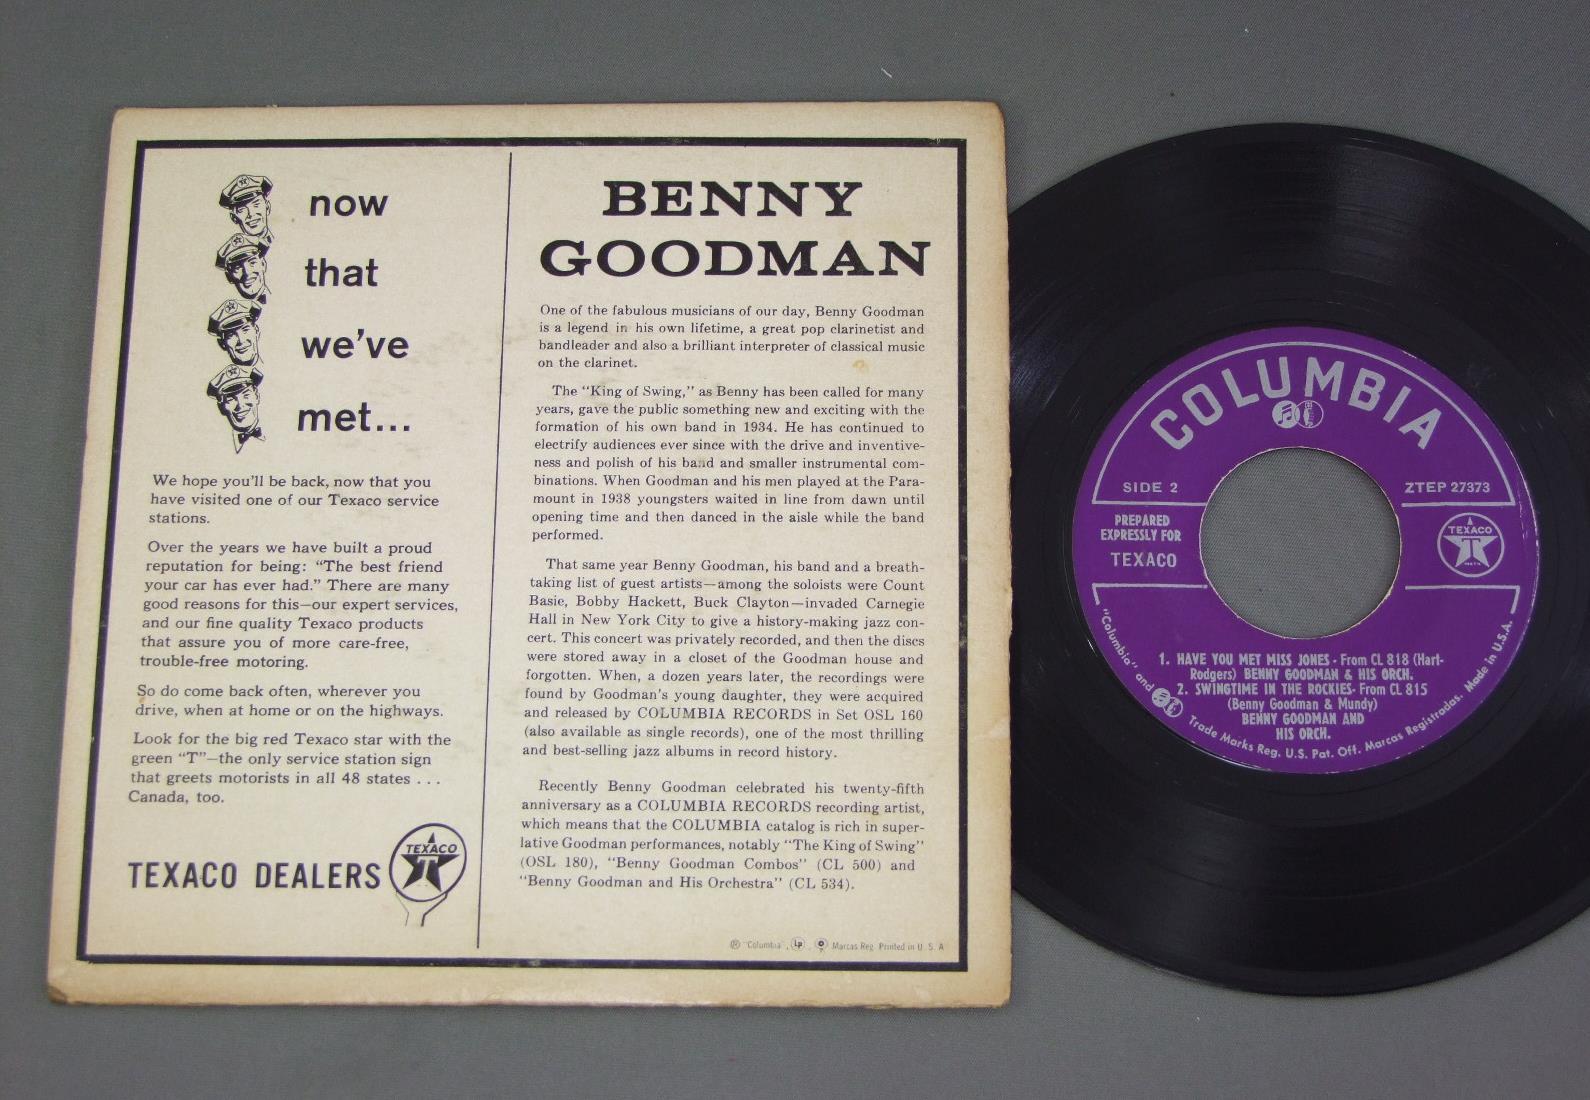 now
that
we've
met...
We hope you'll be back, now that you
have visited one of our Texaco service
stations.
Over the years we have built a proud
reputation for being: "The best friend
your car has ever had." There are many
good reasons for this—our expert services,
and our fine quality Texaco products
that assure you of more care-free,
trouble-free motoring.
So do come back often, wherever you
drive, when at home or on the highways.
Look for the big red Texaco star with the
green "T"—the only service station sign
that greets motorists in all 48 states ...
Canada, too.
TEXACO DEALERS
TEXACO
T
BENNY
GOODMAN
One of the fabulous musicians of our day, Benny Goodman
is a legend in his own lifetime, a great pop clarinetist and
bandleader and also a brilliant interpreter of classical music
on the clarinet.
The "King of Swing," as Benny has been called for many
years, gave the public something new and exciting with the
formation of his own band in 1934. He has continued to
electrify audiences ever since with the drive and inventive-
ness and polish of his band and smaller instrumental com-
binations. When Goodman and his men played at the Para-
mount in 1938 youngsters waited in line from dawn until
opening time and then danced in the aisle while the band
performed.
That same year Benny Goodman, his band and a breath-
taking list of guest artists—among the soloists were Count
Basie, Bobby Hackett, Buck Clayton—invaded Carnegie
Hall in New York City to give a history-making jazz con-
cert. This concert was privately recorded, and then the discs
were stored away in a closet of the Goodman house and
forgotten. When, a dozen years later, the recordings were
found by Goodman's young daughter, they were acquired
and released by COLUMBIA RECORDS in Set OSL 160
(also available as single records), one of the most thrilling
and best-selling jazz albums in record history.
Recently Benny Goodman celebrated his twenty-fifth
anniversary as a COLUMBIA RECORDS recording artist,
which means that the COLUMBIA catalog is rich in super-
lative Goodman performances, notably "The King of Swing"
(OSL 180), "Benny Goodman Combos" (CL 500) and
"Benny Goodman and His Orchestra" (CL 534).
® "Columbia", Lp, Marcas Reg. Printed in U. S. A
COLUMBIA
SIDE 2
ZTEP 27373
PREPARED
EXPRESSLY FOR
TEXACO
TEXACO
T
1. HAVE YOU MET MISS JONES - From CL 818 (Hart-
Rodgers) BENNY GOODMAN & HIS ORCH.
2. SWINGTIME IN THE ROCKIES- From CL 815
(Benny Goodman & Mundy)
BENNY GOODMAN AND
HIS ORCH.
"Columbia" and Trade Marks Reg. U.S. Pat. Off. Marcas Registradas. Made in U.S.A.